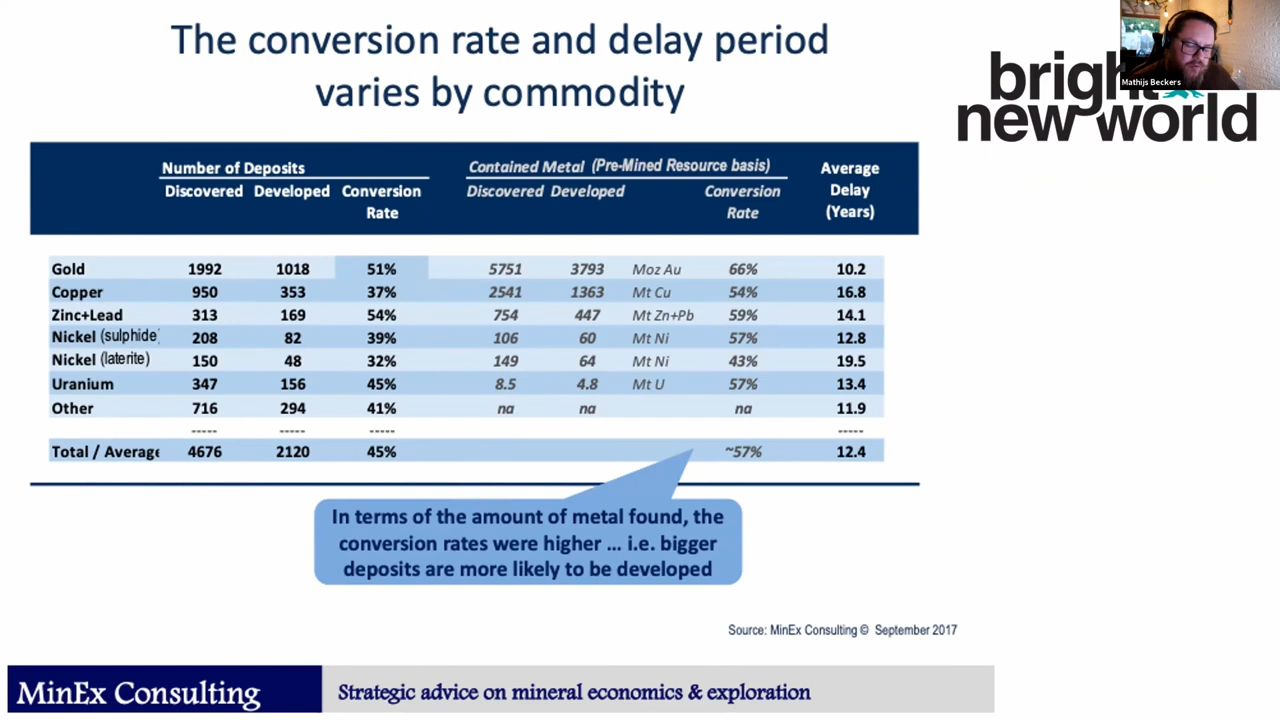 The conversion rate and delay period
varies by commodity
bright
new world
Mathijs Beckers
Number of Deposits Contained Metal (Pre-Mined Resource basis) Average
Discovered Developed Conversion Discovered Developed Conversion Delay
Rate Rate (Years)
Gold 1992 1018 51% 5751 3793 Moz Au 66% 10.2
Copper 950 353 37% 2541 1363 Mt Cu 54% 16.8
Zinc+Lead 313 169 54% 754 447 Mt Zn+Pb 59% 14.1
Nickel (sulphide) 208 82 39% 106 60 Mt Ni 57% 12.8
Nickel (laterite) 150 48 32% 149 64 Mt Ni 43% 19.5
Uranium 347 156 45% 8.5 4.8 Mt U 57% 13.4
Other 716 294 41% na na na 11.9
----- ----- ----- -----
Total / Average 4676 2120 45% ~57% 12.4
In terms of the amount of metal found, the
conversion rates were higher ... i.e. bigger
deposits are more likely to be developed
Source: MinEx Consulting © September 2017
MinEx Consulting Strategic advice on mineral economics & exploration